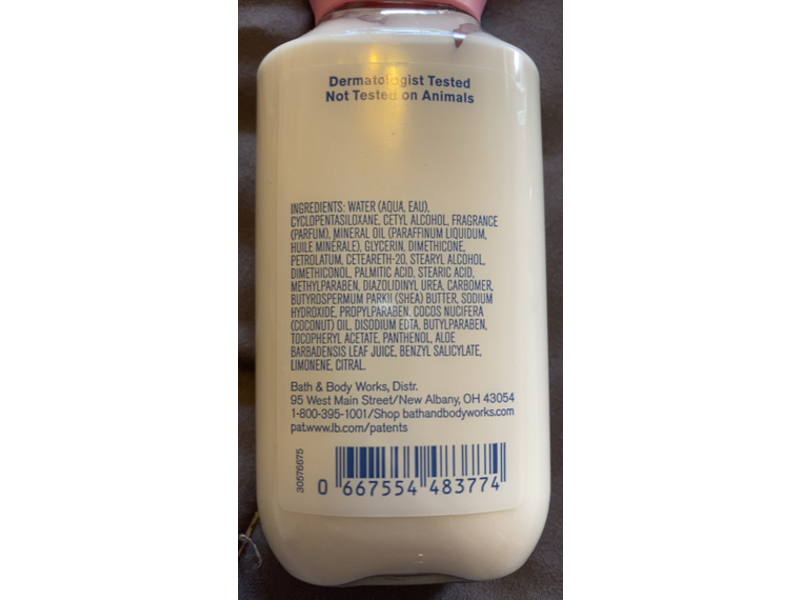 Dermatologist Tested
Not Tested on Animals
INGREDIENTS: WATER (AQUA, EAU),
CYCLOPENTASILOXANE, CETYL ALCOHOL, FRAGRANCE
(PARFUM), MINERAL OIL (PARAFFINUM LIQUIDUM,
HUILE MINERALE), GLYCERIN, DIMETHICONE,
PETROLATUM, CETEARETH-20, STEARYL ALCOHOL,
DIMETHICONOL, PALMITIC ACID, STEARIC ACID,
METHYLPARABEN, DIAZOLIDINYL UREA, CARBOMER,
BUTYROSPERMUM PARKII (SHEA) BUTTER, SODIUM
HYDROXIDE, PROPYLPARABEN, COCOS NUCIFERA
(COCONUT) OIL, DISODIUM EDTA, BUTYLPARABEN,
TOCOPHERYL ACETATE, PANTHENOL, ALOE
BARBADENSIS LEAF JUICE, BENZYL SALICYLATE,
LIMONENE, CITRAL.
Bath & Body Works, Distr.
95 West Main Street/New Albany, OH 43054
1-800-395-1001/Shop bathandbodyworks.com
pat.www.lb.com/patents
30576675
0 667554 483774